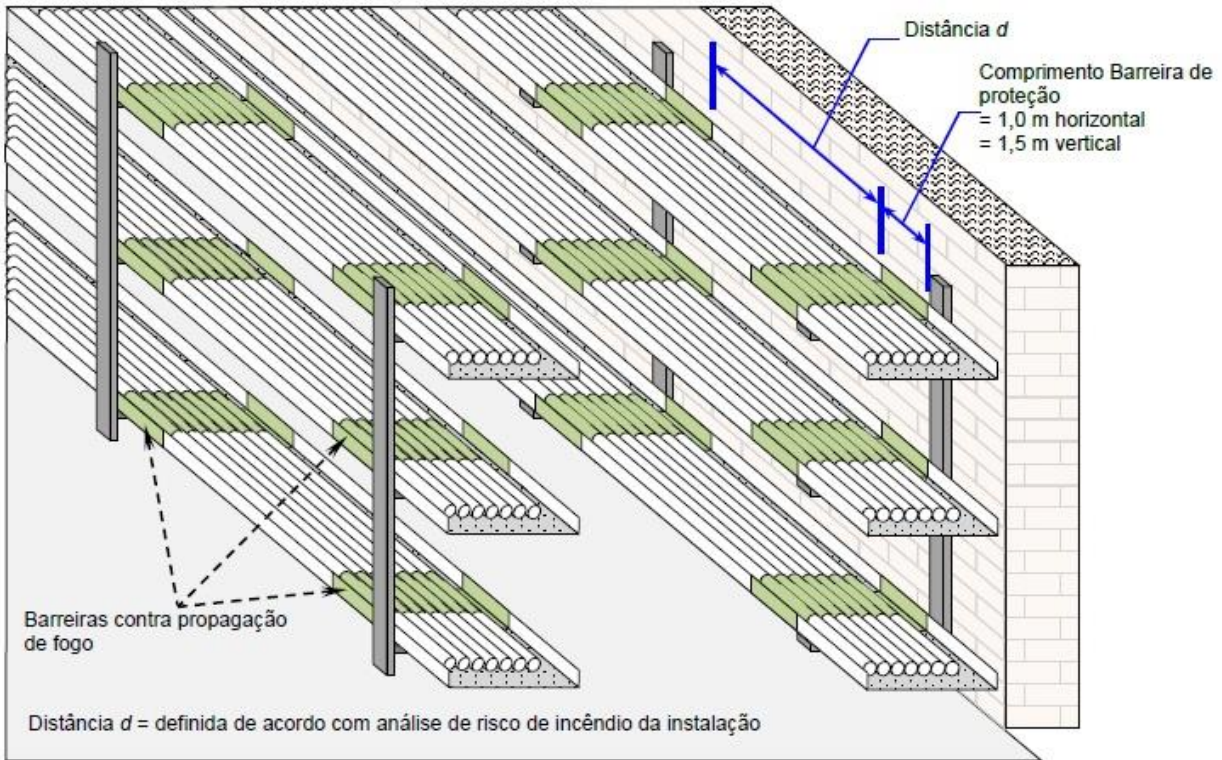 Distância d
Comprimento Barreira de
proteção
= 1,0 m horizontal
= 1,5 m vertical
Barreiras contra propagação
de fogo
Distância d = definida de acordo com análise de risco de incêndio da instalação